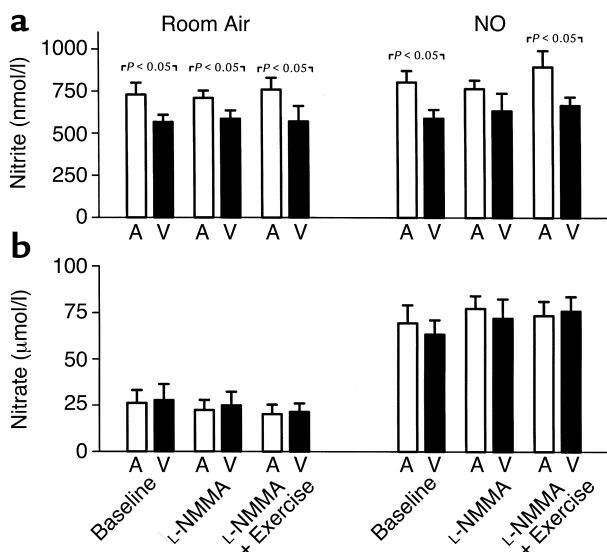 a
Room Air
NO
Nitrite (nmol/l)
1000
750
500
250
0
P < 0.05
P < 0.05
P < 0.05
P < 0.05
P < 0.05
A V A V A V A V A V A V
b
Nitrate (μmol/l)
100
75
50
25
0
A V A V A V A V A V A V
Baseline
L-NMMA
L-NMMA
+ Exercise
Baseline
L-NMMA
L-NMMA
+ Exercise